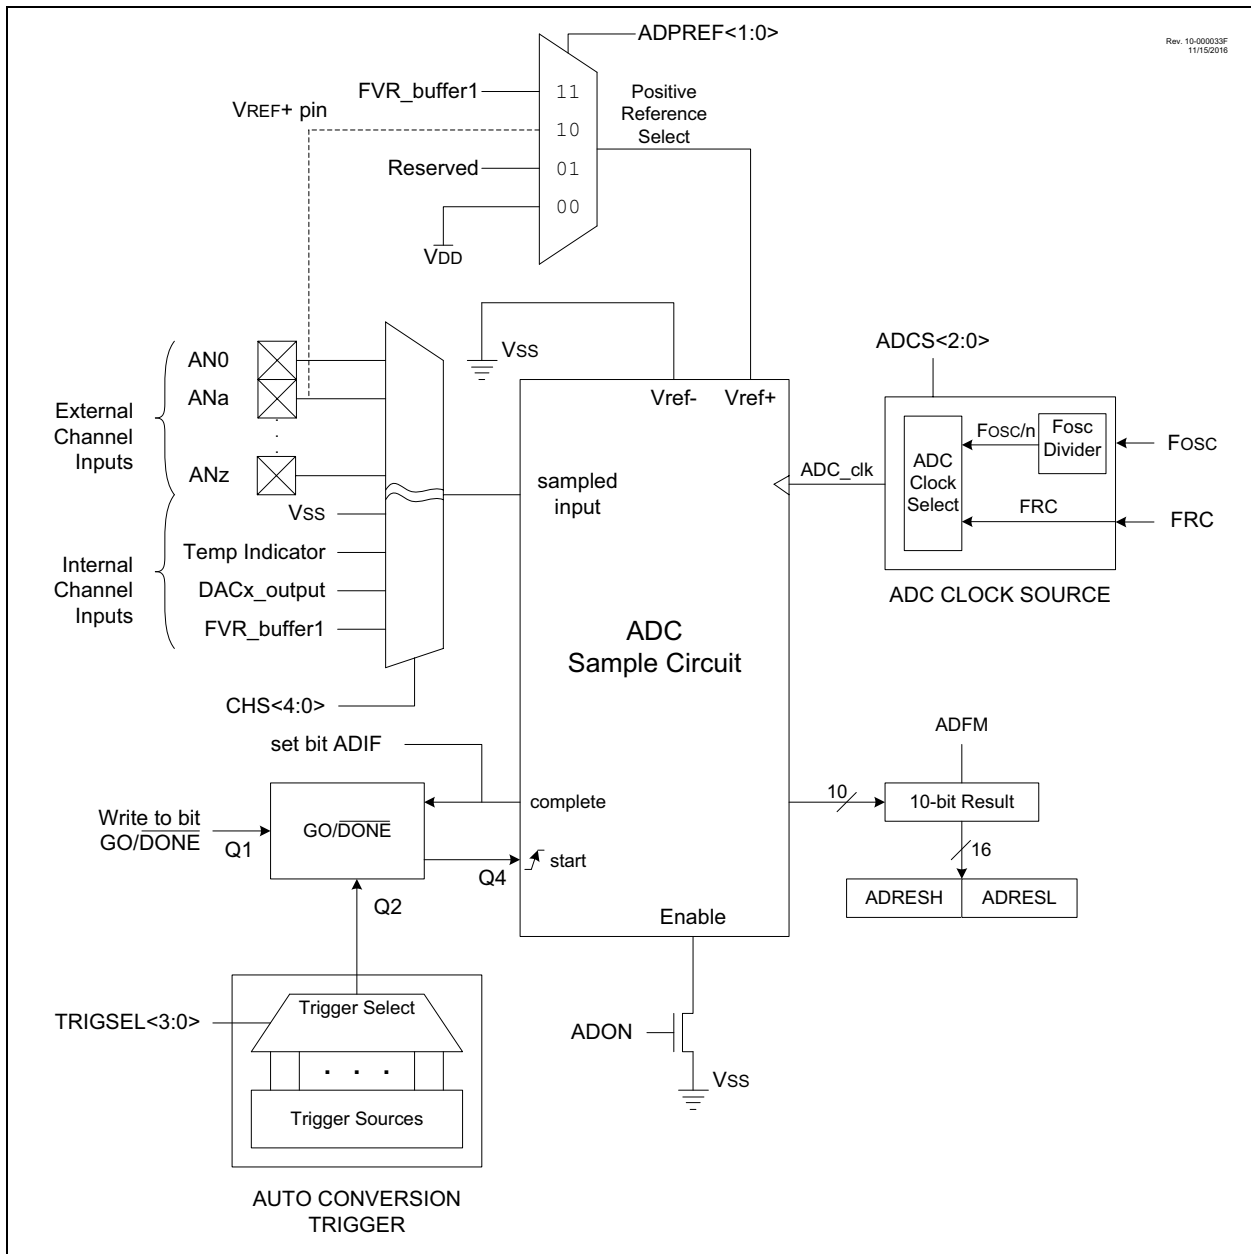 ADPREF<1:0>
Rev. 10-000033F
11/15/2016
FVR_buffer1
11
Positive
Reference
Select
VREF+ pin
10
Reserved
01
00
VDD
VSS
ADCS<2:0>
AN0
ANa
External
Channel
Inputs
.
.
.
ANz
Vref-
Vref+
FOSC/n
Fosc
Divider
FOSC
ADC
Clock
Select
ADC_clk
FRC
FRC
sampled
input
VSS
Temp Indicator
Internal
Channel
Inputs
DACx_output
FVR_buffer1
ADC CLOCK SOURCE
ADC
Sample Circuit
CHS<4:0>
set bit ADIF
ADFM
complete
10
10-bit Result
Write to bit
GO/DONE
Q1
GO/DONE
Q4
start
16
Q2
ADRESH
ADRESL
Enable
TRIGSEL<3:0>
Trigger Select
. . .
Trigger Sources
ADON
VSS
AUTO CONVERSION
TRIGGER